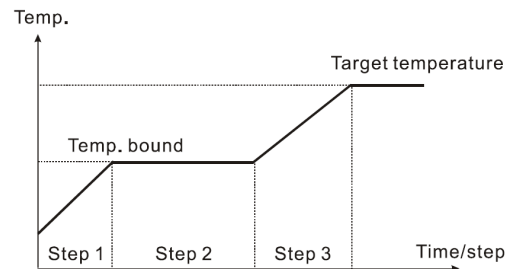 Temp.
Target temperature
Temp. bound
Step 1
Step 2
Step 3
Time/step